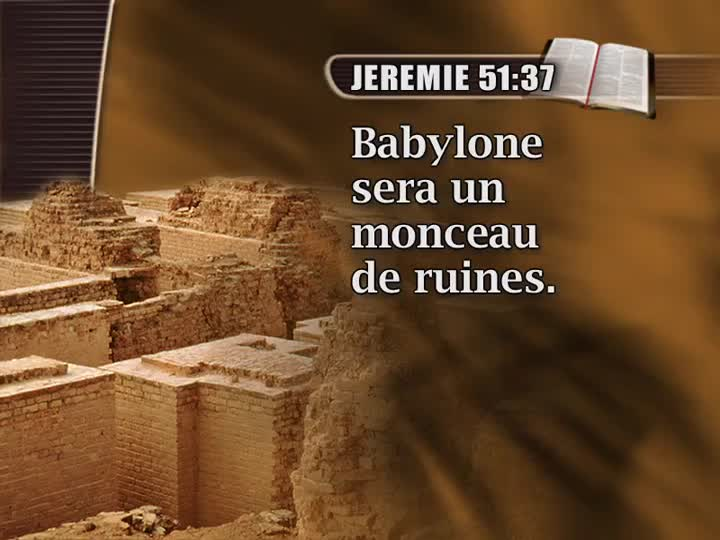 JEREMIE 51:37
Babylone
sera un
monceau
de ruines.